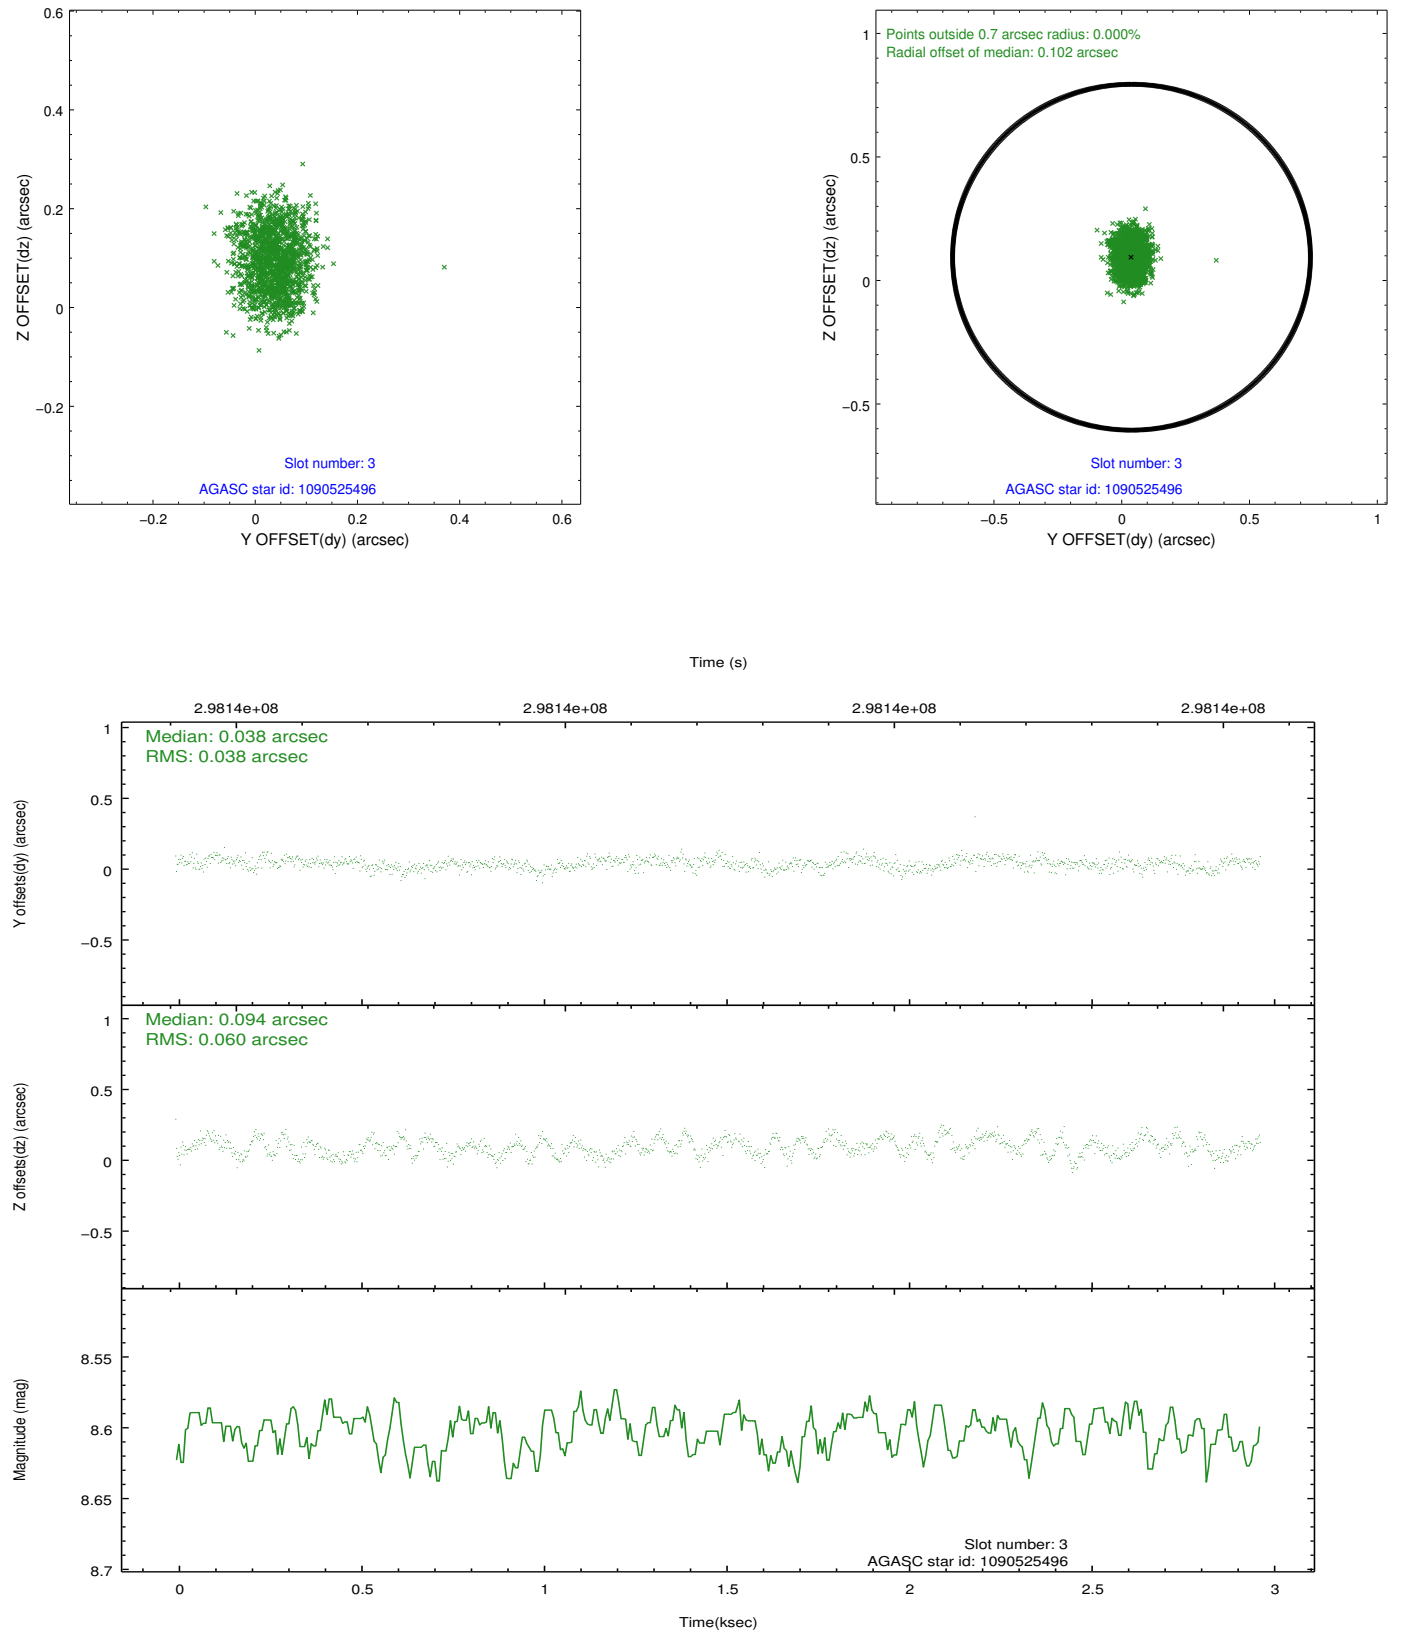 0.6
0.4
0.2
0
−0.2
Z OFFSET(dz) (arcsec)
Slot number: 3
AGASC star id: 1090525496
−0.2 0 0.2 0.4 0.6
Y OFFSET(dy) (arcsec)
Points outside 0.7 arcsec radius: 0.000%
Radial offset of median: 0.102 arcsec
1
0.5
0
−0.5
Z OFFSET(dz) (arcsec)
Slot number: 3
AGASC star id: 1090525496
−0.5 0 0.5 1
Y OFFSET(dy) (arcsec)
Time (s)
2.9814e+08 2.9814e+08 2.9814e+08 2.9814e+08
Median: 0.038 arcsec
RMS: 0.038 arcsec
1
0.5
0
−0.5
Y offsets(dy) (arcsec)
Median: 0.094 arcsec
RMS: 0.060 arcsec
1
0.5
0
−0.5
Z offsets(dz) (arcsec)
8.55
8.6
8.65
8.7
Magnitude (mag)
Slot number: 3
AGASC star id: 1090525496
0 0.5 1 1.5 2 2.5 3
Time(ksec)